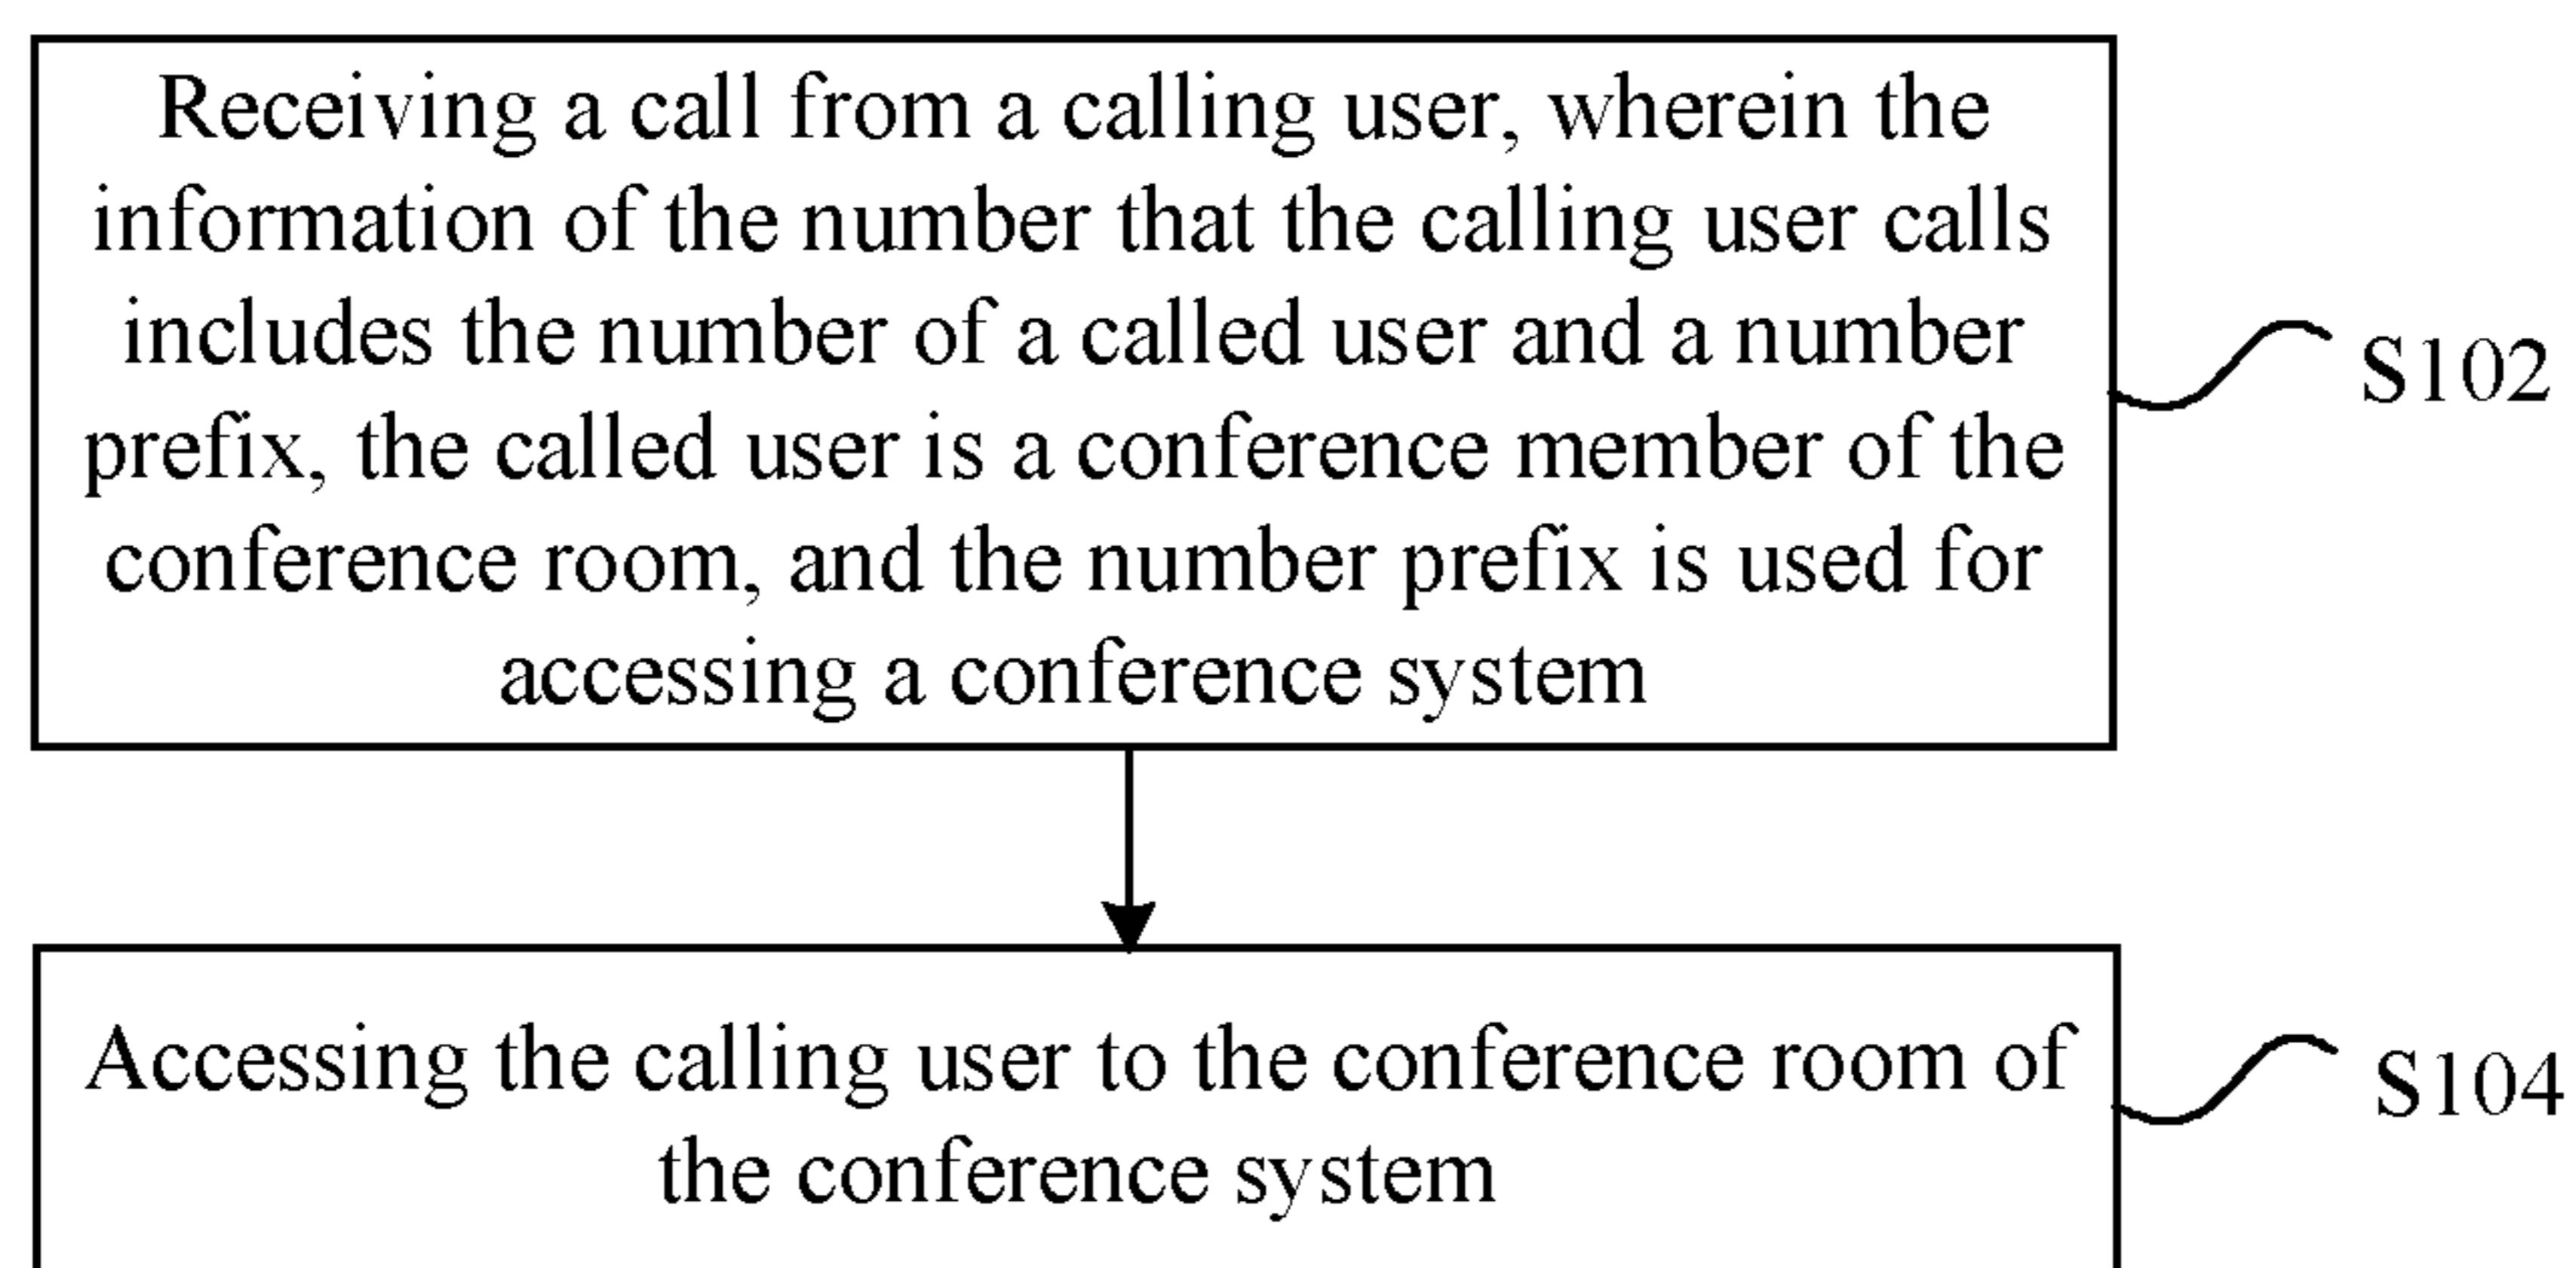 Receiving a call from a calling user, wherein the
information of the number that the calling user calls
includes the number of a called user and a number
prefix, the called user is a conference member of the
conference room, and the number prefix is used for
accessing a conference system
S102
Accessing the calling user to the conference room of
the conference system
S104